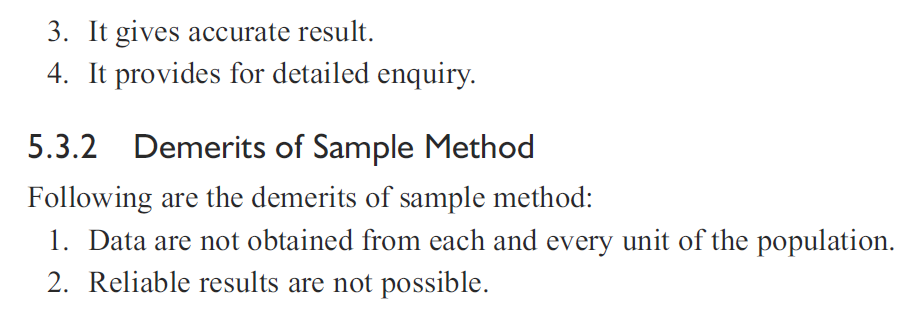 3. It gives accurate result.
4. It provides for detailed enquiry.
5.3.2 Demerits of Sample Method
Following are the demerits of sample method:
1. Data are not obtained from each and every unit of the population.
2. Reliable results are not possible.